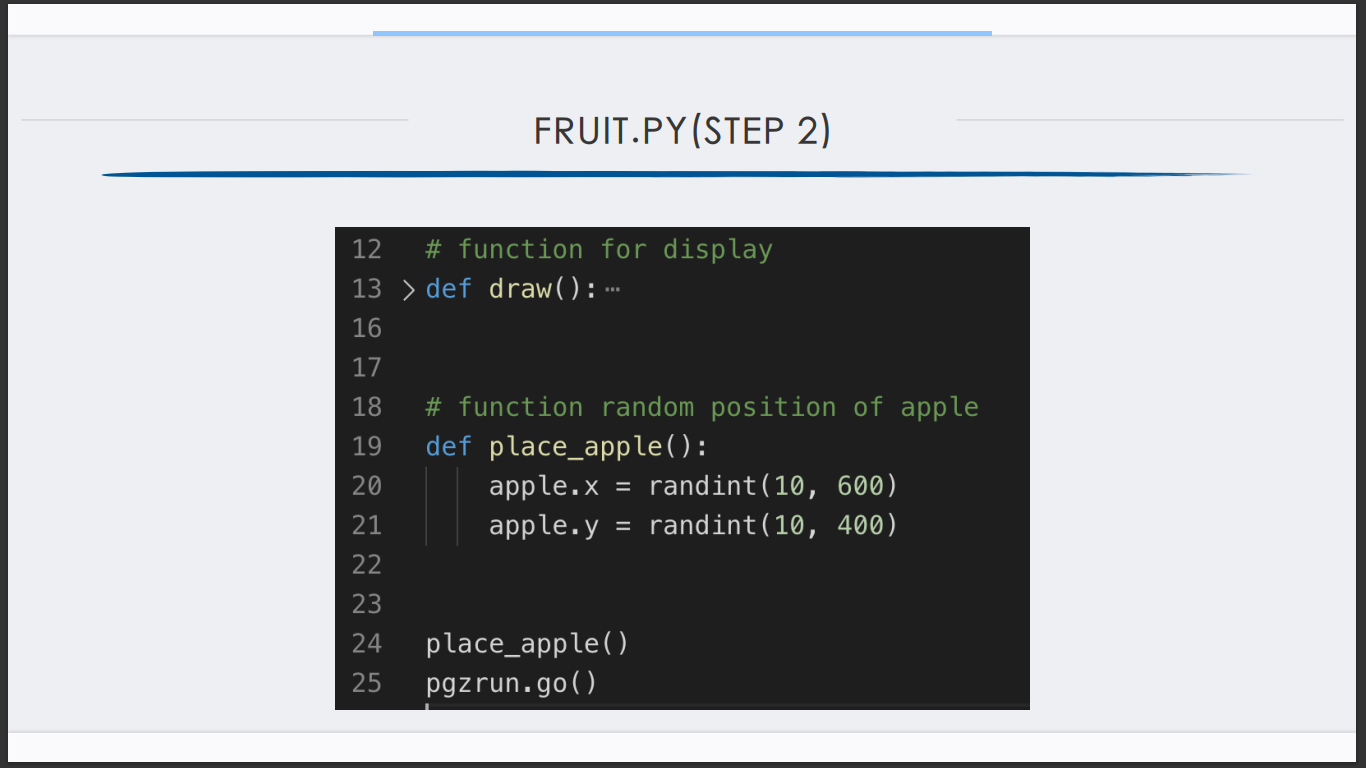 FRUIT.PY(STEP 2)
12 # function for display
13 > def draw():⋯
16
17
18 # function random position of apple
19 def place_apple():
20     apple.x = randint(10, 600)
21     apple.y = randint(10, 400)
22
23
24 place_apple()
25 pgzrun.go()